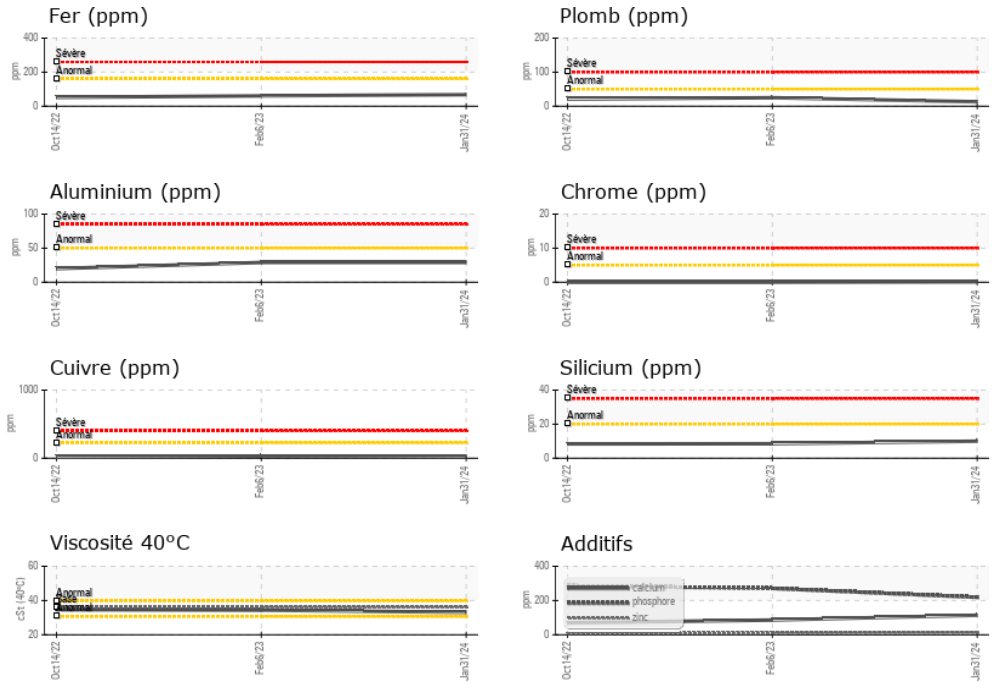 Fer (ppm)
400
200
0
ppm
Sévère
Anormal
Oct14/22
Feb6/23
Jan31/24
Plomb (ppm)
200
100
0
ppm
Sévère
Anormal
Oct14/22
Feb6/23
Jan31/24
Aluminium (ppm)
100
50
0
ppm
Sévère
Anormal
Oct14/22
Feb6/23
Jan31/24
Chrome (ppm)
20
10
0
ppm
Sévère
Anormal
Oct14/22
Feb6/23
Jan31/24
Cuivre (ppm)
1000
0
ppm
Sévère
Anormal
Oct14/22
Feb6/23
Jan31/24
Silicium (ppm)
40
20
0
ppm
Sévère
Anormal
Oct14/22
Feb6/23
Jan31/24
Viscosité 40°C
60
40
20
cSt (40°C)
Anormal
Base
Anormal
Oct14/22
Feb6/23
Jan31/24
Additifs
400
200
0
ppm
calcium
phosphore
zinc
Oct14/22
Feb6/23
Jan31/24